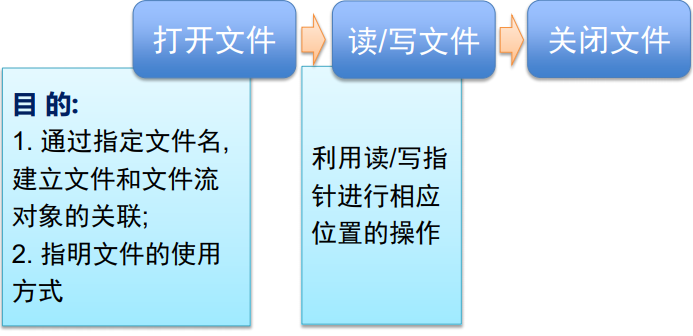 打开文件
读/写文件
关闭文件
目 的:
1. 通过指定文件名,
建立文件和文件流
对象的关联;
2. 指明文件的使用
方式
利用读/写指
针进行相应
位置的操作